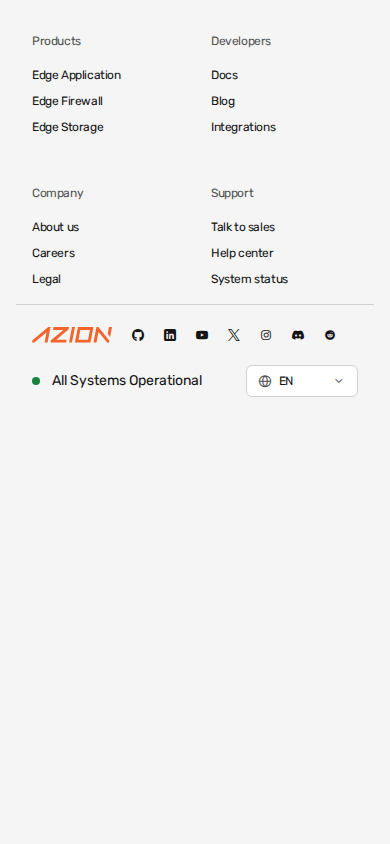 Products
Edge Application
Edge Firewall
Edge Storage
Developers
Docs
Blog
Integrations
Company
About us
Careers
Legal
Support
Talk to sales
Help center
System status
AZION
All Systems Operational
EN